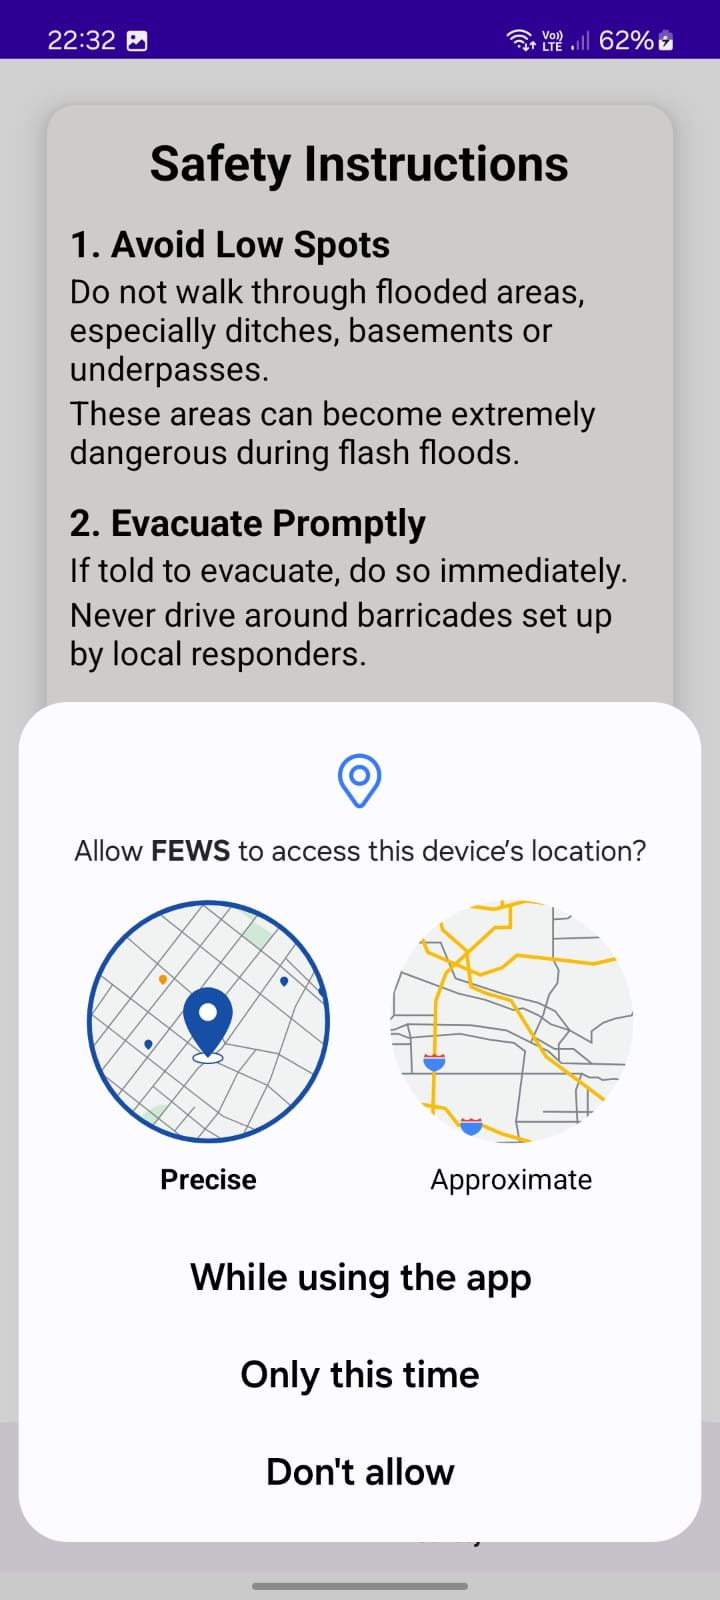 22:32
Vo))
LTE
62%
Safety Instructions
1. Avoid Low Spots
Do not walk through flooded areas,
especially ditches, basements or
underpasses.
These areas can become extremely
dangerous during flash floods.
2. Evacuate Promptly
If told to evacuate, do so immediately.
Never drive around barricades set up
by local responders.
Allow FEWS to access this device's location?
Precise
Approximate
While using the app
Only this time
Don't allow